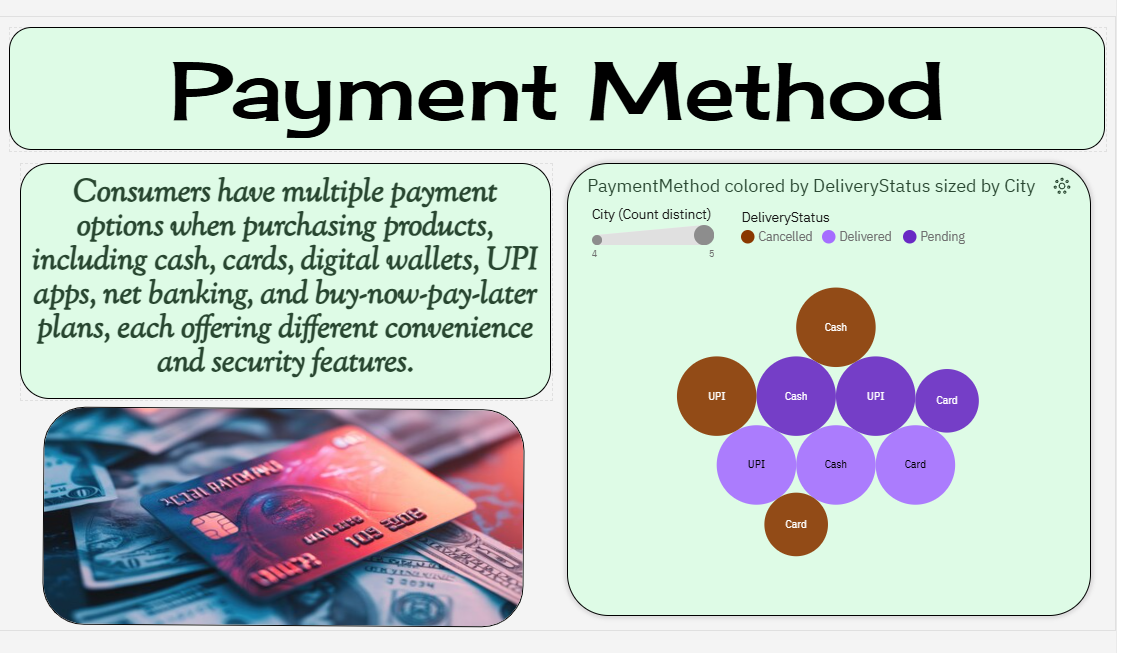 Payment Method
Consumers have multiple payment
options when purchasing products,
including cash, cards, digital wallets, UPI
apps, net banking, and buy-now-pay-later
plans, each offering different convenience
and security features.
PaymentMethod colored by DeliveryStatus sized by City
City (Count distinct)
4 5
DeliveryStatus
Cancelled Delivered Pending
Cash
UPI Cash UPI Card
UPI Cash Card
Card